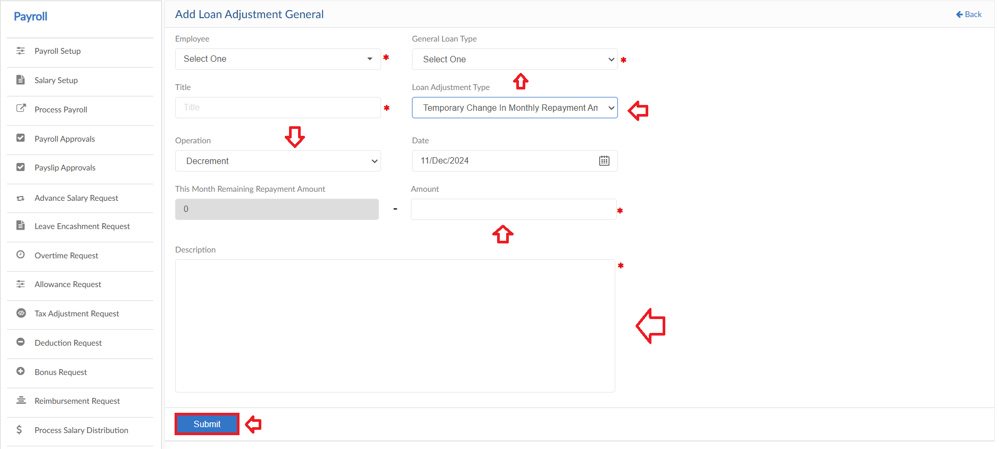 Payroll
Payroll Setup
Salary Setup
Process Payroll
Payroll Approvals
Payslip Approvals
Advance Salary Request
Leave Encashment Request
Overtime Request
Allowance Request
Tax Adjustment Request
Deduction Request
Bonus Request
Reimbursement Request
Process Salary Distribution
Add Loan Adjustment General
Back
Employee
Select One
*
General Loan Type
Select One
*
Title
Title
*
Loan Adjustment Type
Temporary Change In Monthly Repayment Am
Operation
Decrement
Date
11/Dec/2024
This Month Remaining Repayment Amount
0
-
Amount
*
Description
*
Submit